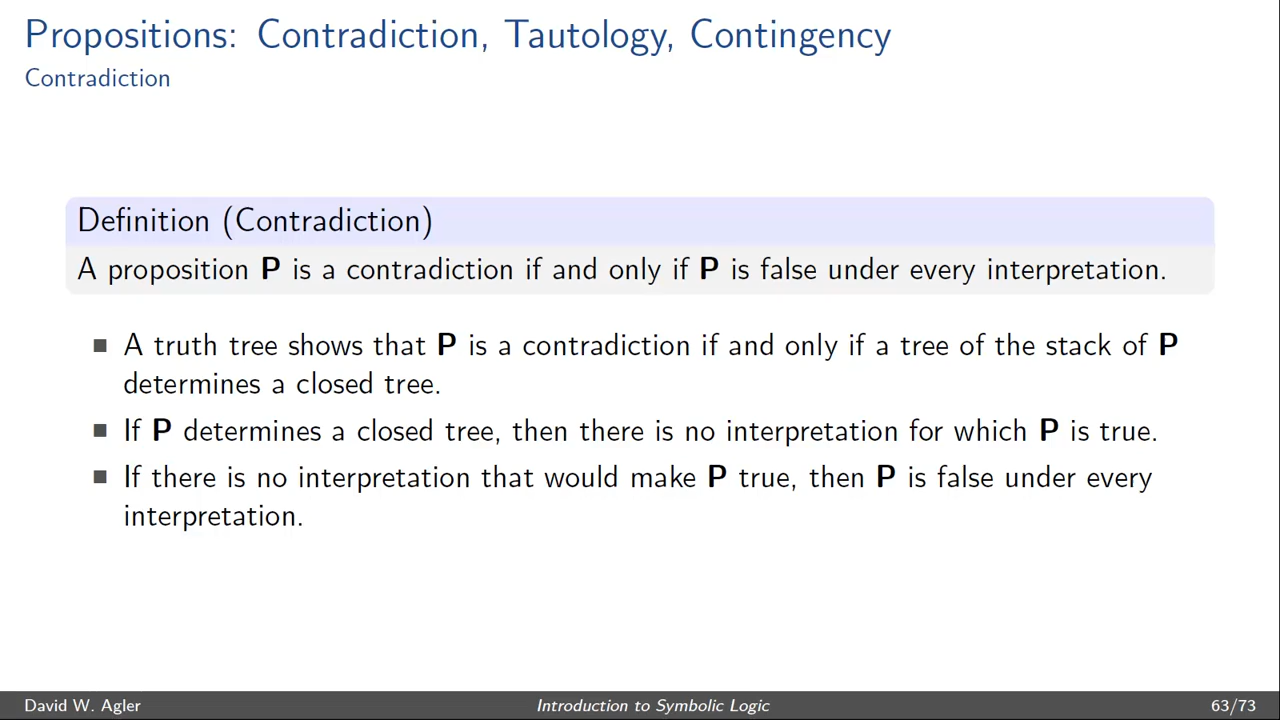 Propositions: Contradiction, Tautology, Contingency
Contradiction
Definition (Contradiction)
A proposition P is a contradiction if and only if P is false under every interpretation.
A truth tree shows that P is a contradiction if and only if a tree of the stack of P
determines a closed tree.
If P determines a closed tree, then there is no interpretation for which P is true.
If there is no interpretation that would make P true, then P is false under every
interpretation.
David W. Agler Introduction to Symbolic Logic 63/73